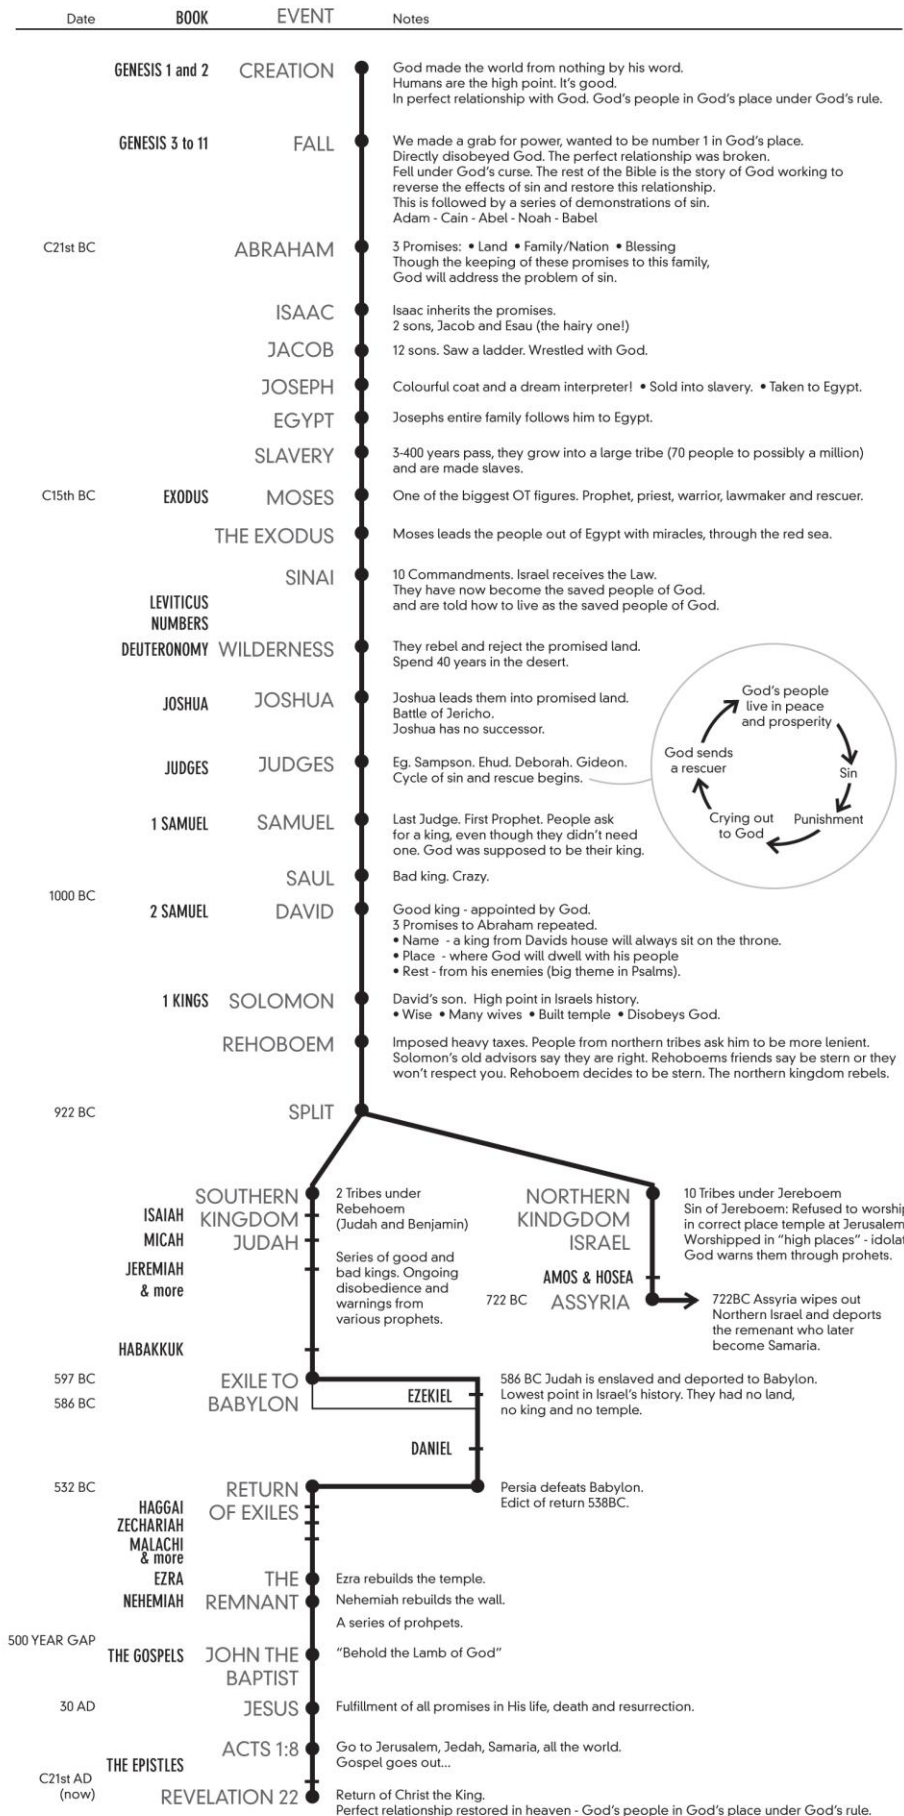 Date BOOK EVENT Notes
GENESIS 1 and 2 CREATION God made the world from nothing by his word.
Humans are the high point. It's good.
In perfect relationship with God. God's people in God's place under God's rule.
GENESIS 3 to 11 FALL We made a grab for power, wanted to be number 1 in God's place.
Directly disobeyed God. The perfect relationship was broken.
Fell under God's curse. The rest of the Bible is the story of God working to
reverse the effects of sin and restore this relationship.
This is followed by a series of demonstrations of sin.
Adam - Cain - Abel - Noah - Babel
C21st BC ABRAHAM 3 Promises: • Land • Family/Nation • Blessing
Though the keeping of these promises to this family,
God will address the problem of sin.
ISAAC Isaac inherits the promises.
2 sons, Jacob and Esau (the hairy one!)
JACOB 12 sons. Saw a ladder. Wrestled with God.
JOSEPH Colourful coat and a dream interpreter! • Sold into slavery. • Taken to Egypt.
EGYPT Josephs entire family follows him to Egypt.
SLAVERY 3-400 years pass, they grow into a large tribe (70 people to possibly a million)
and are made slaves.
C15th BC EXODUS MOSES One of the biggest OT figures. Prophet, priest, warrior, lawmaker and rescuer.
THE EXODUS Moses leads the people out of Egypt with miracles, through the red sea.
SINAI 10 Commandments. Israel receives the Law.
They have now become the saved people of God.
and are told how to live as the saved people of God.
LEVITICUS
NUMBERS
DEUTERONOMY WILDERNESS They rebel and reject the promised land.
Spend 40 years in the desert.
JOSHUA JOSHUA Joshua leads them into promised land.
Battle of Jericho.
Joshua has no successor.
JUDGES JUDGES Eg. Sampson. Ehud. Deborah. Gideon.
Cycle of sin and rescue begins.
God's people
live in peace
and prosperity
Sin
Punishment
Crying out
to God
God sends
a rescuer
1 SAMUEL SAMUEL Last Judge. First Prophet. People ask
for a king, even though they didn't need
one. God was supposed to be their king.
SAUL Bad king. Crazy.
1000 BC
2 SAMUEL DAVID Good king - appointed by God.
3 Promises to Abraham repeated.
• Name - a king from Davids house will always sit on the throne.
• Place - where God will dwell with his people
• Rest - from his enemies (big theme in Psalms).
1 KINGS SOLOMON David's son. High point in Israels history.
• Wise • Many wives • Built temple • Disobeys God.
REHOBOEM Imposed heavy taxes. People from northern tribes ask him to be more lenient.
Solomon's old advisors say they are right. Rehoboems friends say be stern or they
won't respect you. Rehoboem decides to be stern. The northern kingdom rebels.
922 BC SPLIT
SOUTHERN
KINGDOM
JUDAH
ISAIAH
MICAH
JEREMIAH
& more
HABAKKUK
2 Tribes under
Rebehoem
(Judah and Benjamin)
Series of good and
bad kings. Ongoing
disobedience and
warnings from
various prophets.
NORTHERN
KINDGDOM
ISRAEL
10 Tribes under Jereboem
Sin of Jereboem: Refused to worship
in correct place temple at Jerusalem
Worshipped in "high places" - idolat
God warns them through prohets.
AMOS & HOSEA
722 BC ASSYRIA 722BC Assyria wipes out
Northern Israel and deports
the remenant who later
become Samaria.
597 BC
586 BC
EXILE TO
BABYLON
EZEKIEL
DANIEL
586 BC Judah is enslaved and deported to Babylon.
Lowest point in Israel's history. They had no land,
no king and no temple.
532 BC RETURN
OF EXILES
Persia defeats Babylon.
Edict of return 538BC.
HAGGAI
ZECHARIAH
MALACHI
& more
EZRA THE Ezra rebuilds the temple.
NEHEMIAH REMNANT Nehemiah rebuilds the wall.
A series of prohpets.
500 YEAR GAP
THE GOSPELS JOHN THE "Behold the Lamb of God"
BAPTIST
30 AD JESUS Fulfillment of all promises in His life, death and resurrection.
ACTS 1:8 Go to Jerusalem, Jedah, Samaria, all the world.
Gospel goes out...
THE EPISTLES
C21st AD
(now)
REVELATION 22 Return of Christ the King.
Perfect relationship restored in heaven - God's people in God's place under God's rule.